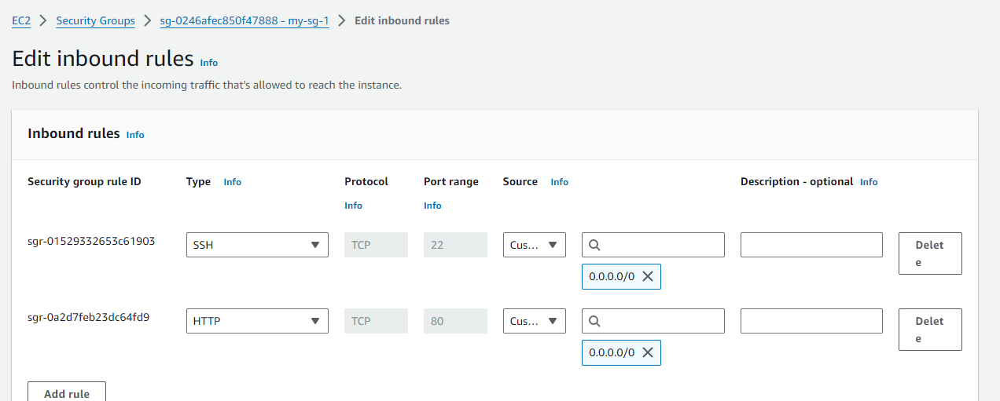 EC2 > Security Groups > sg-0246afec850f47888 - my-sg-1 > Edit inbound rules
Edit inbound rules Info
Inbound rules control the incoming traffic that's allowed to reach the instance.
Inbound rules Info
Security group rule ID Type Info Protocol Port range Source Info Description - optional Info
Info Info
sgr-01529332653c61903 SSH TCP 22 Cus... Delet
e
0.0.0.0/0
sgr-0a2d7feb23dc64fd9 HTTP TCP 80 Cus... Delet
e
0.0.0.0/0
Add rule